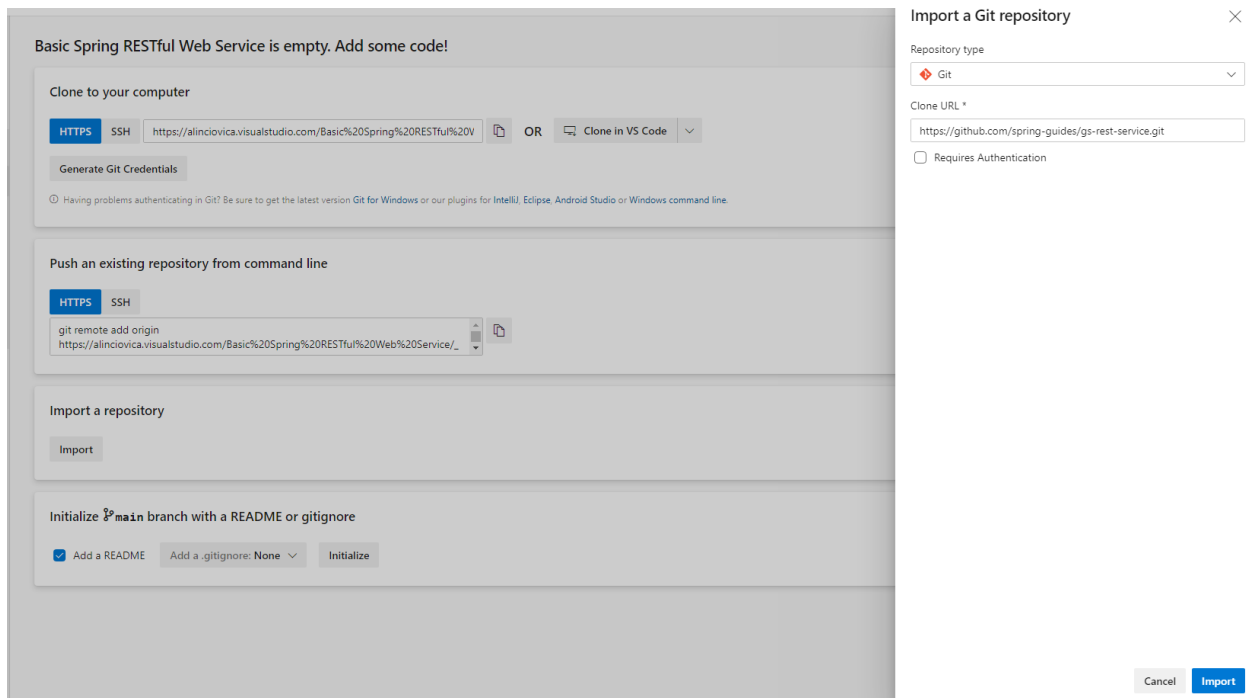 Basic Spring RESTful Web Service is empty. Add some code!
Clone to your computer
HTTPS SSH https://alinciovica.visualstudio.com/Basic%20Spring%20RESTful%20V OR Clone in VS Code
Generate Git Credentials
Having problems authenticating in Git? Be sure to get the latest version Git for Windows or our plugins for IntelliJ, Eclipse, Android Studio or Windows command line.
Push an existing repository from command line
HTTPS SSH
git remote add origin
https://alinciovica.visualstudio.com/Basic%20Spring%20RESTful%20Web%20Service/_
Import a repository
Import
Initialize main branch with a README or gitignore
Add a README Add a .gitignore: None Initialize
Import a Git repository
Repository type
Git
Clone URL *
https://github.com/spring-guides/gs-rest-service.git
Requires Authentication
Cancel Import